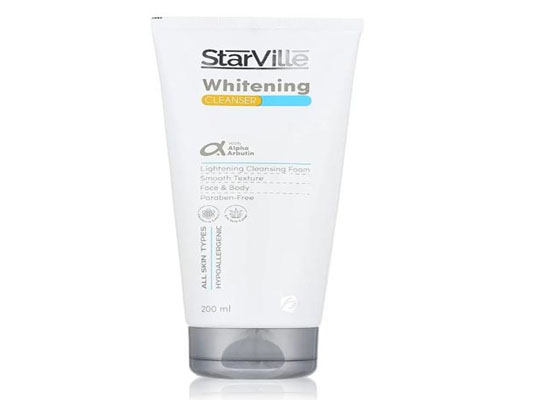 StarVille
Whitening
CLEANSER
α
with
Alpha
Arbutin
Lightening Cleansing Foam
Smooth Texture
Face & Body
Paraben-Free
ALL SKIN TYPES
HYPOALLERGENIC
200 ml